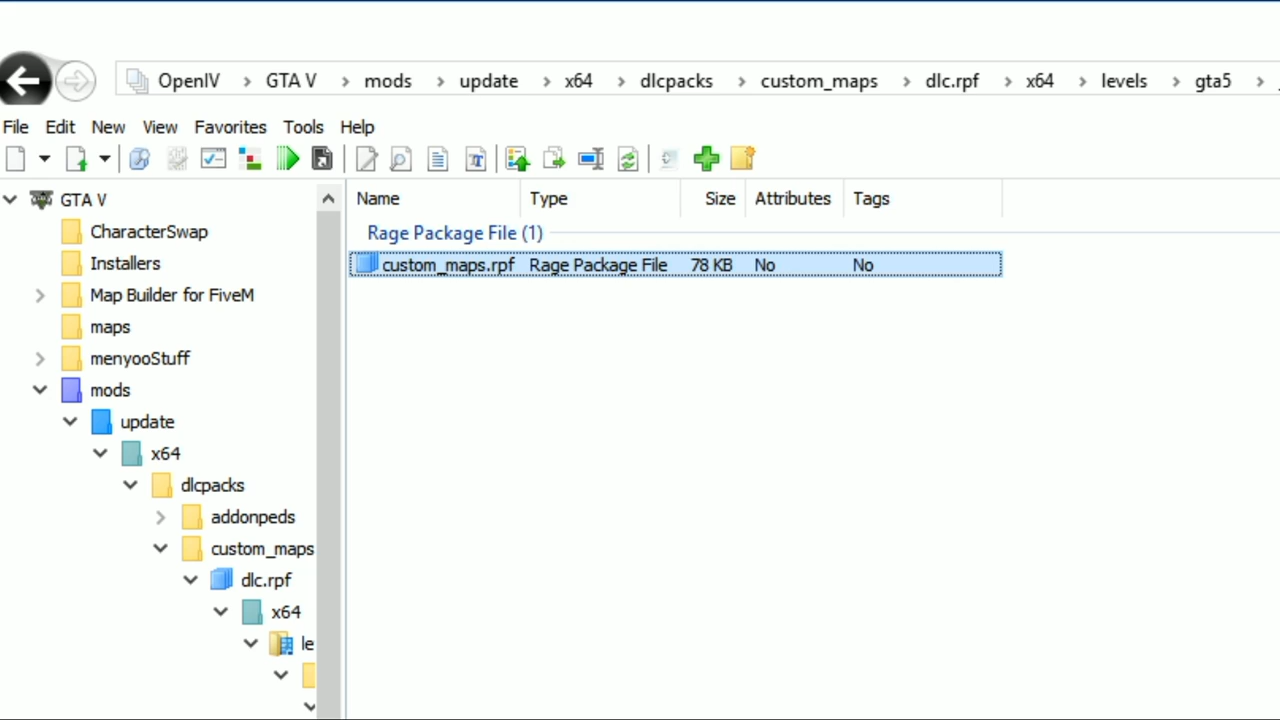 OpenIV > GTA V > mods > update > x64 > dlcpacks > custom_maps > dlc.rpf > x64 > levels > gta5 >
File Edit New View Favorites Tools Help
Name Type Size Attributes Tags
Rage Package File (1)
custom_maps.rpf Rage Package File 78 KB No No
GTA V
CharacterSwap
Installers
Map Builder for FiveM
maps
menyooStuff
mods
update
x64
dlcpacks
addonpeds
custom_maps
dlc.rpf
x64
le